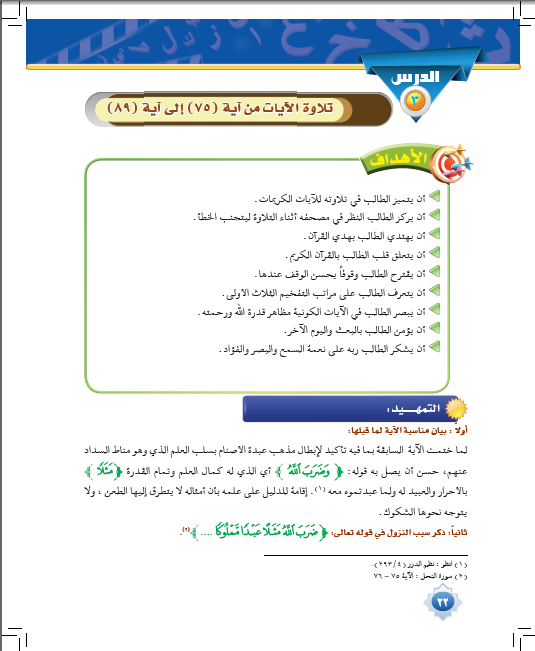 الدرس
٣
تلاوة الآيات من آية (٧٥) إلى آية (٨٩)
الأهداف
أن يتميز الطالب في تلاوته للآيات الكريمات.
أن يركز الطالب النظر في مصحفه أثناء التلاوة ليتجنب الخطأ.
أن يهتدي الطالب بهدي القرآن.
أن يتعلق قلب الطالب بالقرآن الكريم.
أن يقترح الطالب وقوفاً يحسن الوقف عندها.
أن يتعرف الطالب على مراتب التفخيم الثلاث الاولى.
أن يبصر الطالب في الآيات الكونية مظاهر قدرة الله ورحمته.
أن يؤمن الطالب بالبعث واليوم الآخر.
أن يشكر الطالب ربه على نعمة السمع والبصر والفؤاد.
التمهـيـد:
أولاً : بيان مناسبة الآية لما قبلها:
لما ختمت الآية السابقة بما فيه تأكيد لإبطال مذهب عبدة الاصنام بسلب العلم الذي وهو مناط السداد
عنهم، حسن أن يصل به قوله: ﴿ وَضَرَبَ اللَّهُ ﴾ أي الذي له كمال العلم وتمام القدرة ﴿ مَثَلًا ﴾
بالاحرار والعبيد له ولما عبدتموه معه (١). إقامة للدليل على علمه بأن أمثاله لا يتطرق إليها الطعن ، ولا
يتوجه نحوها الشكوك .
ثانياً: ذكر سبب النزول في قوله تعالى: ﴿ ضَرَبَ اللَّهُ مَثَلًا عَبْدًا مَّمْلُوكًا .... ﴾(٢).
(١) انظر : نظم الدرر (٤/ ٢٩٣).
(٢) سورة النحل : الآية ٧٥ – ٧٦
٢٢